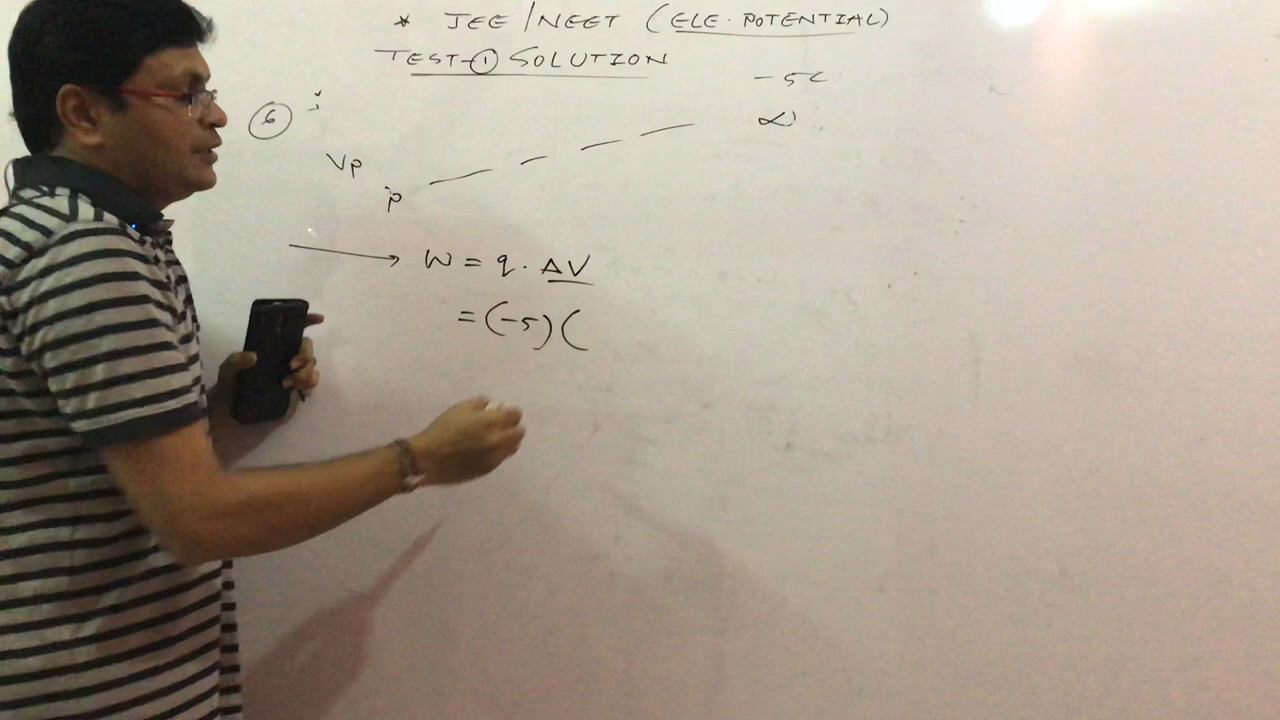 * JEE/NEET (ELE. POTENTIAL)
TEST-① SOLUTION
-5C
⑥ ∞
Vp
P
→ W = q · ΔV
= (-5)(